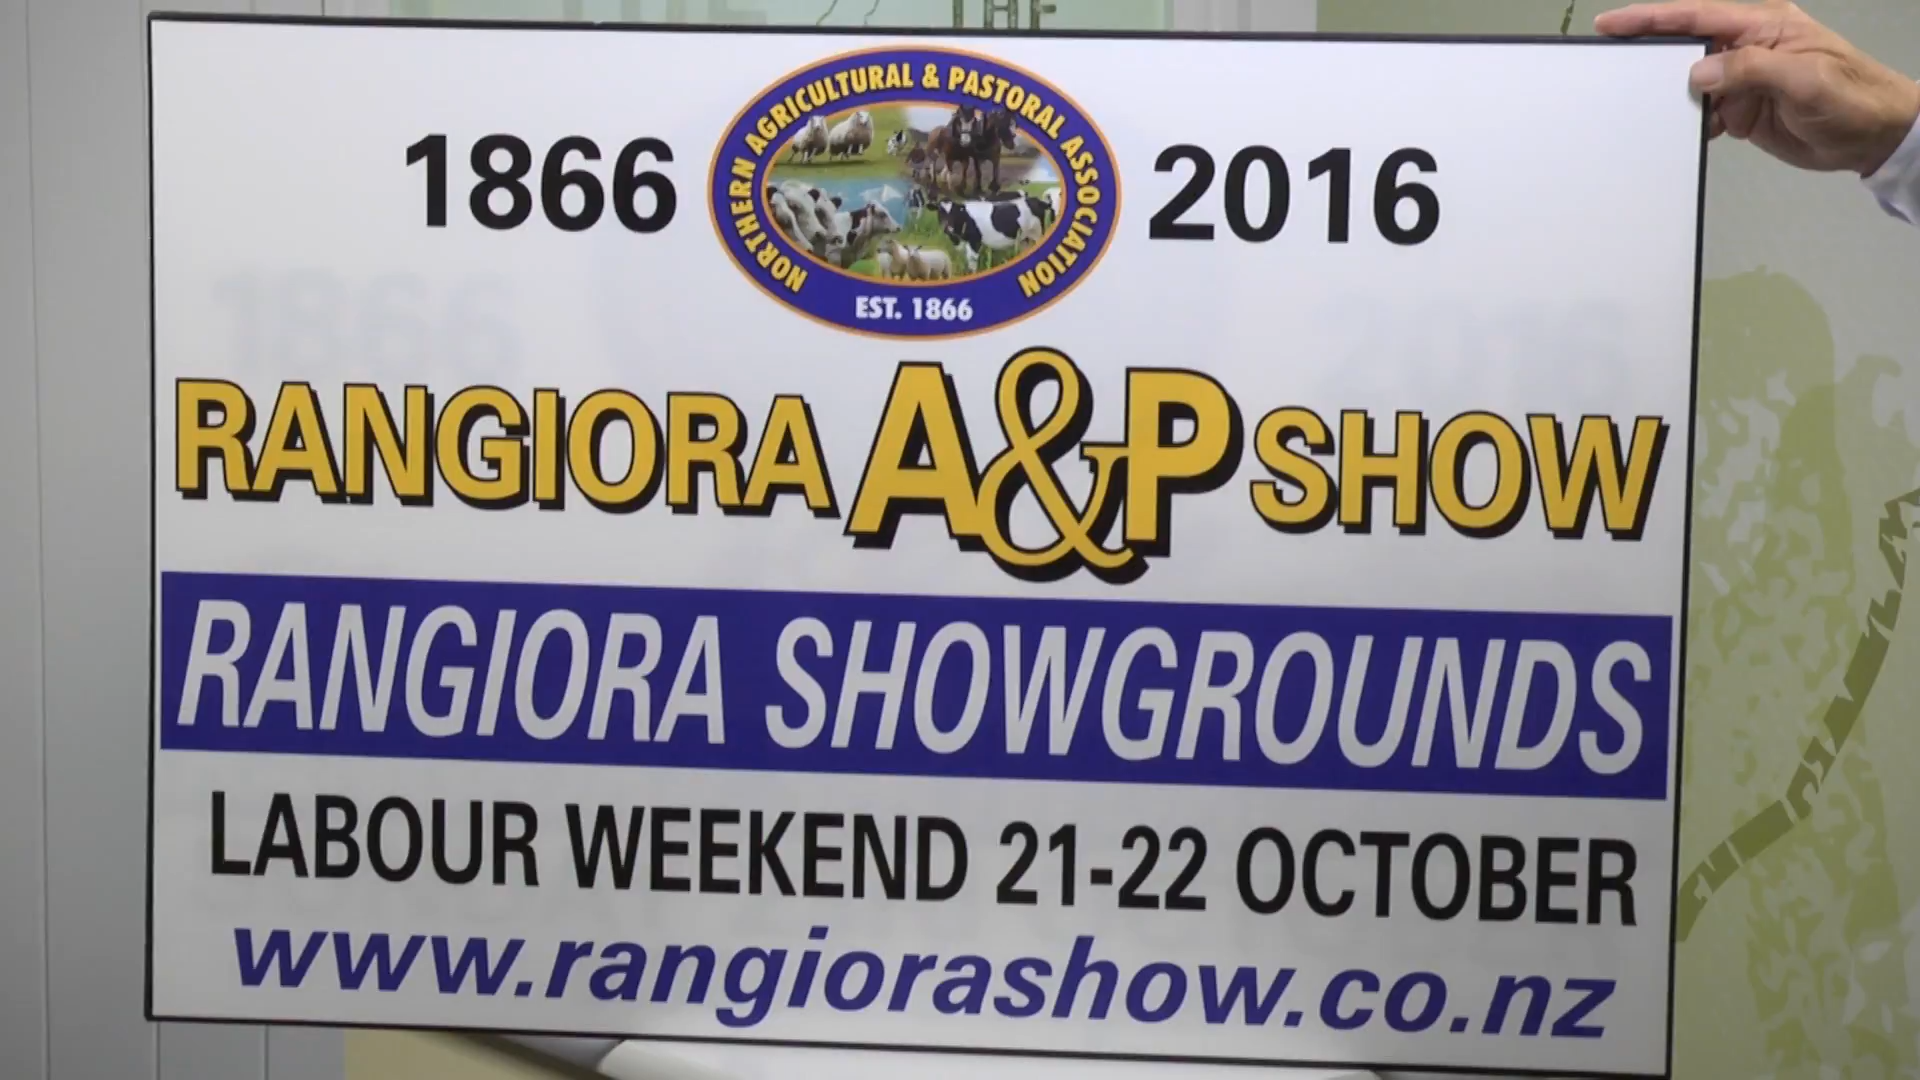 NORTHERN AGRICULTURAL & PASTORAL ASSOCIATION
1866 2016
EST. 1866
RANGIORA A&P SHOW
RANGIORA SHOWGROUNDS
LABOUR WEEKEND 21-22 OCTOBER
www.rangiorashow.co.nz